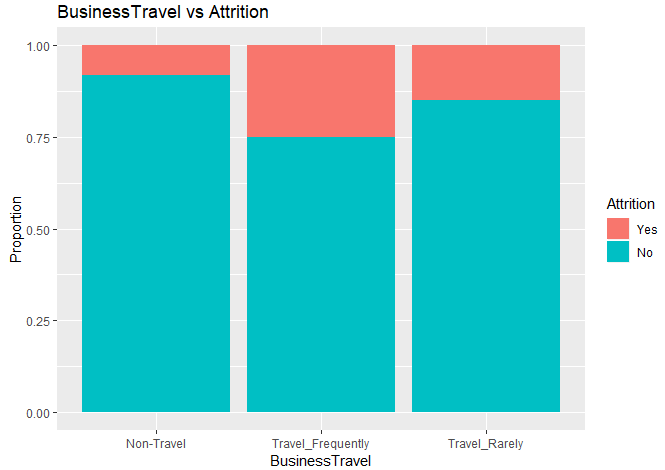 BusinessTravel vs Attrition
1.00
0.75
0.50
0.25
0.00
Proportion
Non-Travel
Travel_Frequently
Travel_Rarely
BusinessTravel
Attrition
Yes
No